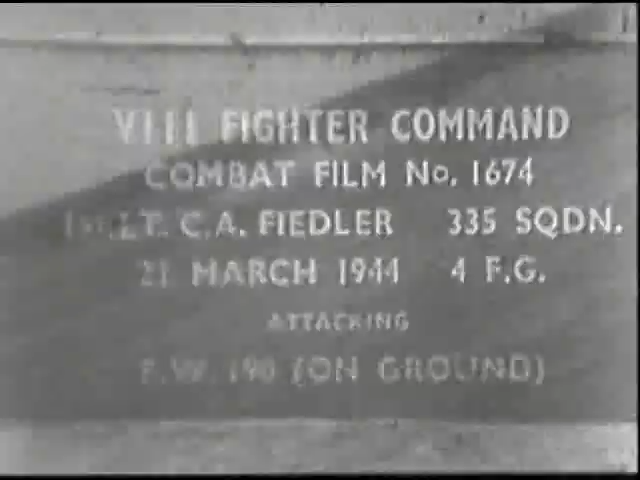 VIII FIGHTER COMMAND
COMBAT FILM No. 1674
1st. LT. C.A. FIEDLER 335 SQDN.
21 MARCH 1944 4 F.G.
ATTACKING
F.W. 190 (ON GROUND)